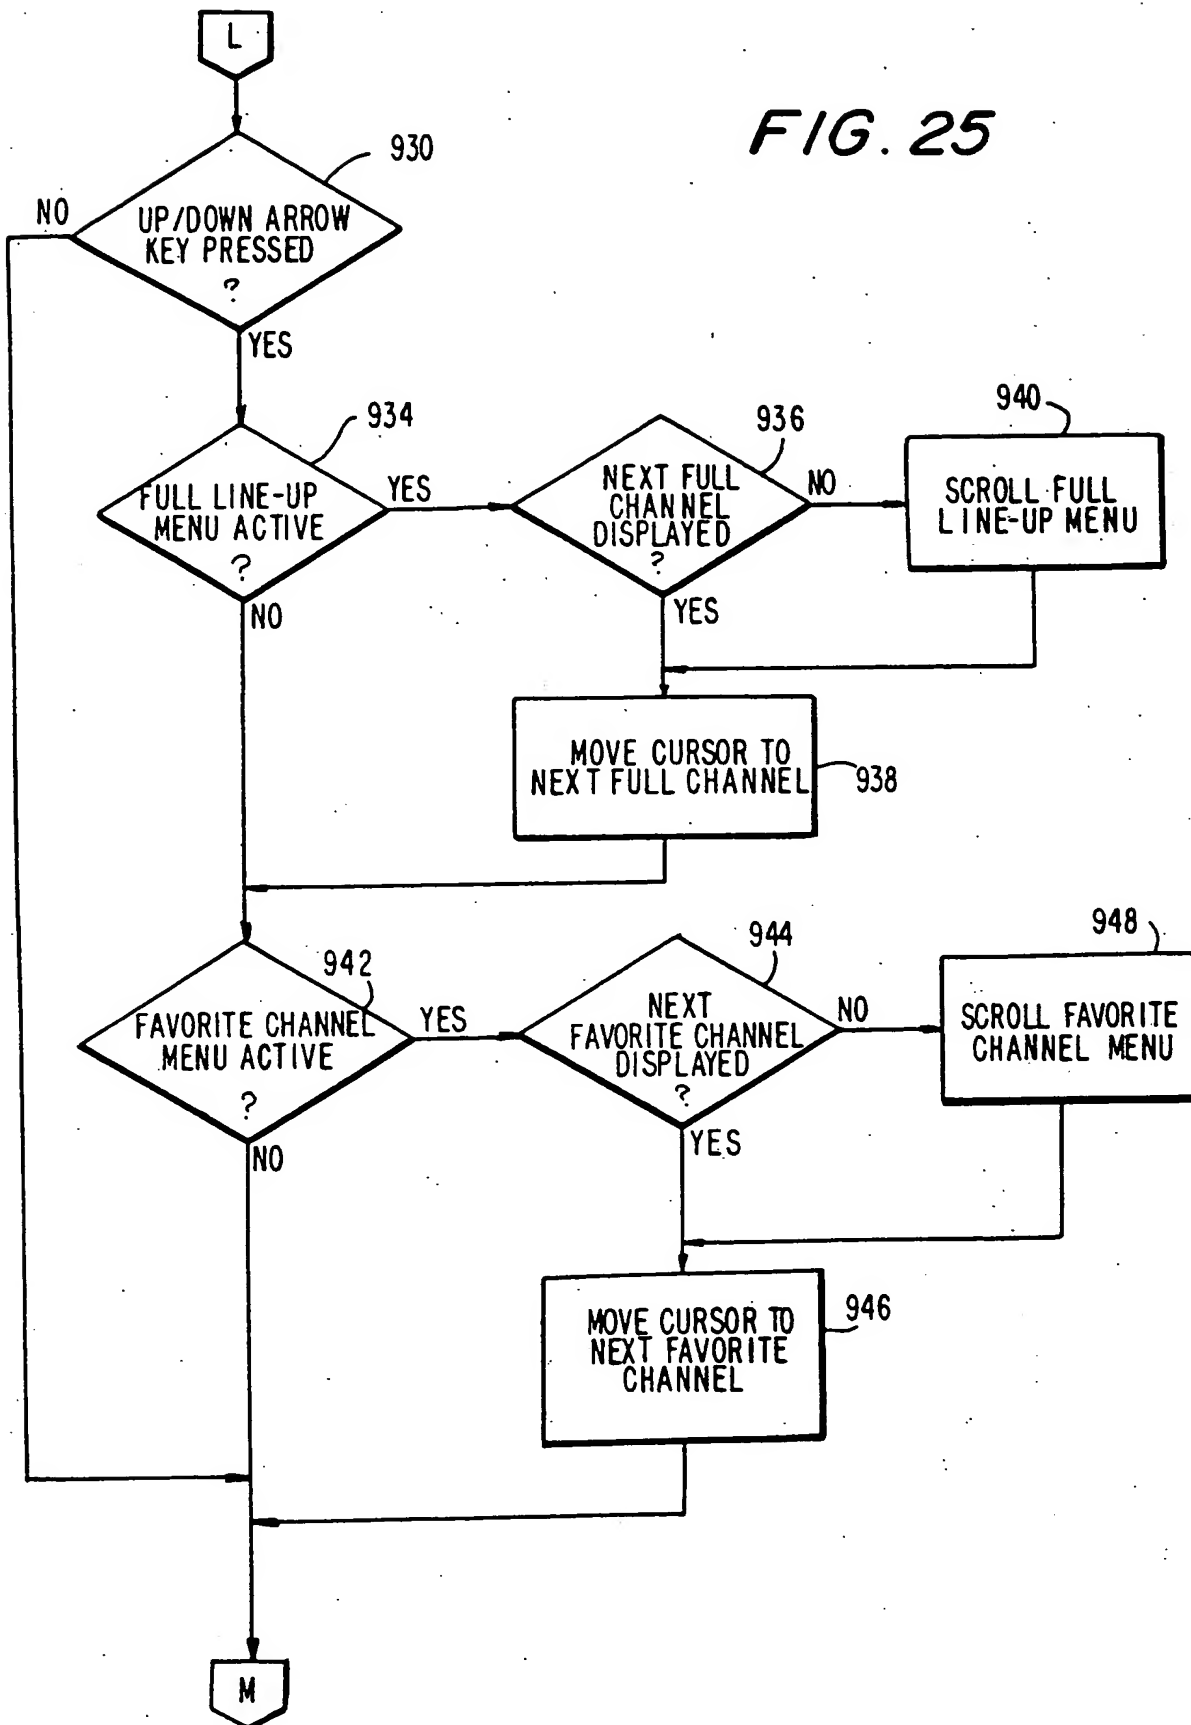 L
FIG. 25
930
NO
UP/DOWN ARROW
KEY PRESSED
?
YES
934
FULL LINE-UP
MENU ACTIVE
?
YES
NO
936
NEXT FULL
CHANNEL
DISPLAYED
?
NO
YES
940
SCROLL FULL
LINE-UP MENU
MOVE CURSOR TO
NEXT FULL CHANNEL
938
942
FAVORITE CHANNEL
MENU ACTIVE
?
YES
NO
944
NEXT
FAVORITE CHANNEL
DISPLAYED
?
NO
YES
948
SCROLL FAVORITE
CHANNEL MENU
MOVE CURSOR TO
NEXT FAVORITE
CHANNEL
946
M